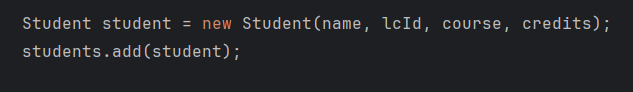 Student student = new Student(name, lcId, course, credits);
students.add(student);